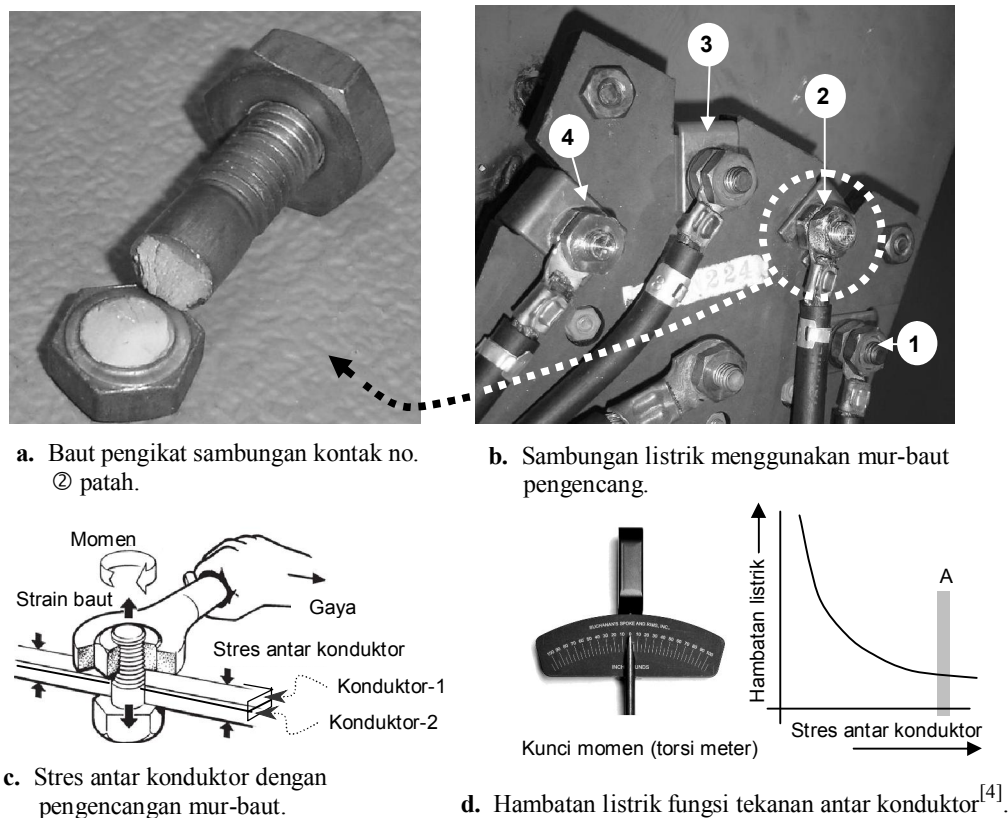 3
2
4
224
1
a. Baut pengikat sambungan kontak no.
② patah.
b. Sambungan listrik menggunakan mur-baut
pengencang.
Momen
Strain baut
Gaya
Stres antar konduktor
Konduktor-1
Konduktor-2
c. Stres antar konduktor dengan
pengencangan mur-baut.
Kunci momen (torsi meter)
Hambatan listrik
A
Stres antar konduktor
d. Hambatan listrik fungsi tekanan antar konduktor[4].